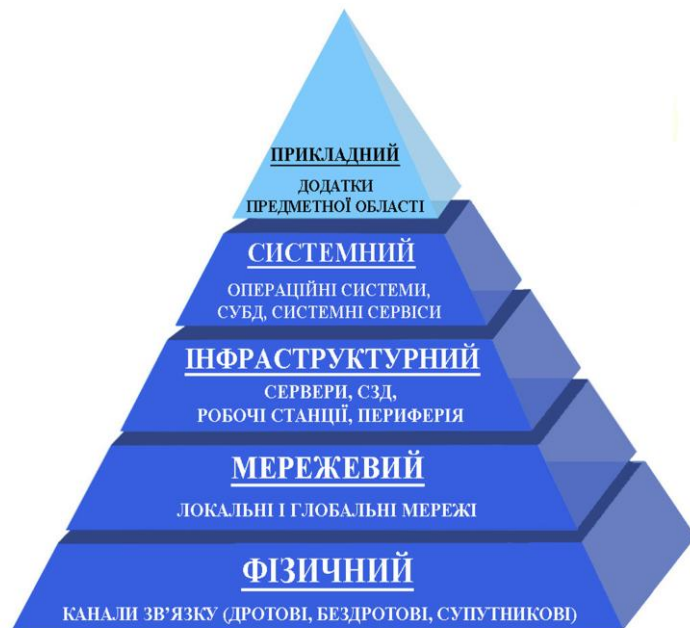 ПРИКЛАДНИЙ
ДОДАТКИ
ПРЕДМЕТНОЇ ОБЛАСТІ
СИСТЕМНИЙ
ОПЕРАЦІЙНІ СИСТЕМИ,
СУБД, СИСТЕМНІ СЕРВІСИ
ІНФРАСТРУКТУРНИЙ
СЕРВЕРИ, СЗД,
РОБОЧІ СТАНЦІЇ, ПЕРИФЕРІЯ
МЕРЕЖЕВИЙ
ЛОКАЛЬНІ І ГЛОБАЛЬНІ МЕРЕЖІ
ФІЗИЧНИЙ
КАНАЛИ ЗВ’ЯЗКУ (ДРОТОВІ, БЕЗДРОТОВІ, СУПУТНИКОВІ)